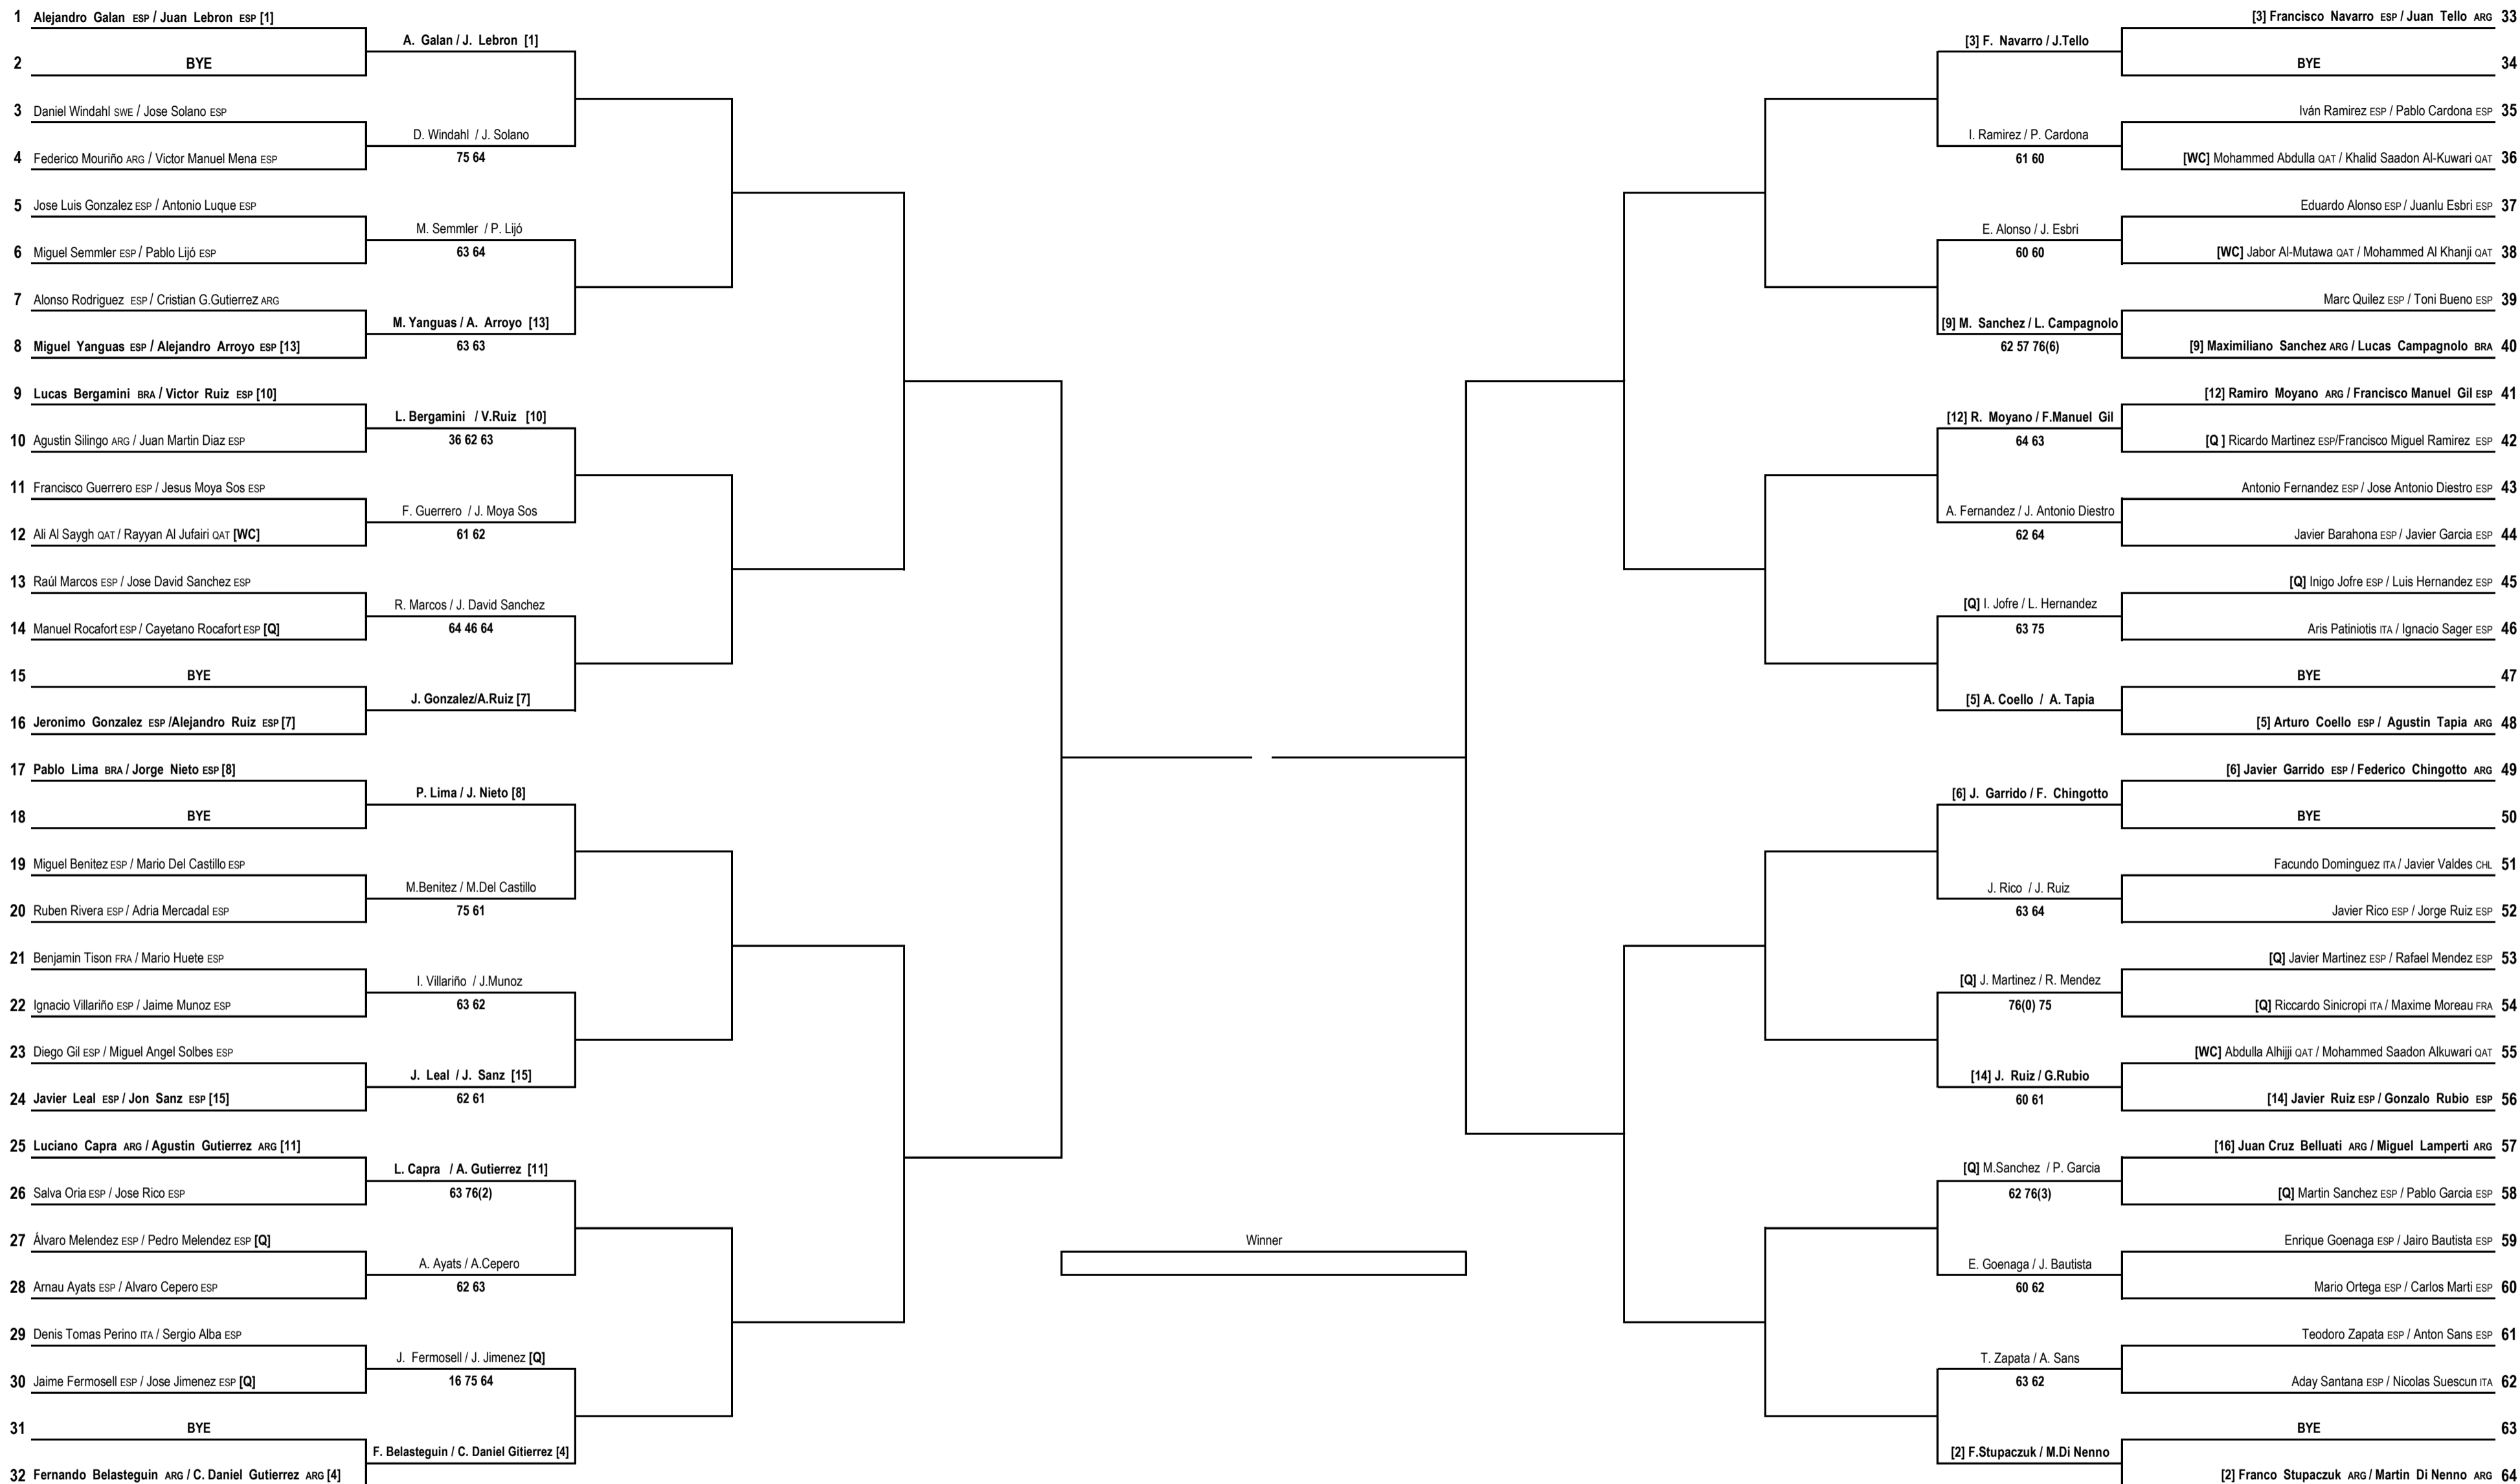 1 Alejandro Galan ESP / Juan Lebron ESP [1]
A. Galan / J. Lebron [1]
2 BYE
3 Daniel Windahl SWE / Jose Solano ESP
D. Windahl / J. Solano
75 64
4 Federico Mouriño ARG / Victor Manuel Mena ESP
5 Jose Luis Gonzalez ESP / Antonio Luque ESP
M. Semmler / P. Lijó
63 64
6 Miguel Semmler ESP / Pablo Lijó ESP
7 Alonso Rodriguez ESP / Cristian G.Gutierrez ARG
M. Yanguas / A. Arroyo [13]
63 63
8 Miguel Yanguas ESP / Alejandro Arroyo ESP [13]
9 Lucas Bergamini BRA / Victor Ruiz ESP [10]
L. Bergamini / V.Ruiz [10]
36 62 63
10 Agustin Silingo ARG / Juan Martin Diaz ESP
11 Francisco Guerrero ESP / Jesus Moya Sos ESP
F. Guerrero / J. Moya Sos
61 62
12 Ali Al Saygh QAT / Rayyan Al Jufairi QAT [WC]
13 Raúl Marcos ESP / Jose David Sanchez ESP
R. Marcos / J. David Sanchez
64 46 64
14 Manuel Rocafort ESP / Cayetano Rocafort ESP [Q]
15 BYE
J. Gonzalez/A.Ruiz [7]
16 Jeronimo Gonzalez ESP /Alejandro Ruiz ESP [7]
17 Pablo Lima BRA / Jorge Nieto ESP [8]
P. Lima / J. Nieto [8]
18 BYE
19 Miguel Benitez ESP / Mario Del Castillo ESP
M.Benitez / M.Del Castillo
75 61
20 Ruben Rivera ESP / Adria Mercadal ESP
21 Benjamin Tison FRA / Mario Huete ESP
I. Villariño / J.Munoz
63 62
22 Ignacio Villariño ESP / Jaime Munoz ESP
23 Diego Gil ESP / Miguel Angel Solbes ESP
J. Leal / J. Sanz [15]
62 61
24 Javier Leal ESP / Jon Sanz ESP [15]
25 Luciano Capra ARG / Agustin Gutierrez ARG [11]
L. Capra / A. Gutierrez [11]
63 76(2)
26 Salva Oria ESP / Jose Rico ESP
27 Álvaro Melendez ESP / Pedro Melendez ESP [Q]
A. Ayats / A.Cepero
62 63
28 Arnau Ayats ESP / Alvaro Cepero ESP
29 Denis Tomas Perino ITA / Sergio Alba ESP
J. Fermosell / J. Jimenez [Q]
16 75 64
30 Jaime Fermosell ESP / Jose Jimenez ESP [Q]
31 BYE
F. Belasteguin / C. Daniel Gitierrez [4]
32 Fernando Belasteguin ARG / C. Daniel Gutierrez ARG [4]
Winner
[3] Francisco Navarro ESP / Juan Tello ARG 33
[3] F. Navarro / J.Tello
BYE 34
Iván Ramirez ESP / Pablo Cardona ESP 35
I. Ramirez / P. Cardona
61 60
[WC] Mohammed Abdulla QAT / Khalid Saadon Al-Kuwari QAT 36
Eduardo Alonso ESP / Juanlu Esbri ESP 37
E. Alonso / J. Esbri
60 60
[WC] Jabor Al-Mutawa QAT / Mohammed Al Khanji QAT 38
Marc Quilez ESP / Toni Bueno ESP 39
[9] M. Sanchez / L. Campagnolo
62 57 76(6)
[9] Maximiliano Sanchez ARG / Lucas Campagnolo BRA 40
[12] Ramiro Moyano ARG / Francisco Manuel Gil ESP 41
[12] R. Moyano / F.Manuel Gil
64 63
[Q ] Ricardo Martinez ESP/Francisco Miguel Ramirez ESP 42
Antonio Fernandez ESP / Jose Antonio Diestro ESP 43
A. Fernandez / J. Antonio Diestro
62 64
Javier Barahona ESP / Javier Garcia ESP 44
[Q] Inigo Jofre ESP / Luis Hernandez ESP 45
[Q] I. Jofre / L. Hernandez
63 75
Aris Patiniotis ITA / Ignacio Sager ESP 46
BYE 47
[5] A. Coello / A. Tapia
[5] Arturo Coello ESP / Agustin Tapia ARG 48
[6] Javier Garrido ESP / Federico Chingotto ARG 49
[6] J. Garrido / F. Chingotto
BYE 50
Facundo Dominguez ITA / Javier Valdes CHL 51
J. Rico / J. Ruiz
63 64
Javier Rico ESP / Jorge Ruiz ESP 52
[Q] Javier Martinez ESP / Rafael Mendez ESP 53
[Q] J. Martinez / R. Mendez
76(0) 75
[Q] Riccardo Sinicropi ITA / Maxime Moreau FRA 54
[WC] Abdulla Alhijji QAT / Mohammed Saadon Alkuwari QAT 55
[14] J. Ruiz / G.Rubio
60 61
[14] Javier Ruiz ESP / Gonzalo Rubio ESP 56
[16] Juan Cruz Belluati ARG / Miguel Lamperti ARG 57
[Q] M.Sanchez / P. Garcia
62 76(3)
[Q] Martin Sanchez ESP / Pablo Garcia ESP 58
Enrique Goenaga ESP / Jairo Bautista ESP 59
E. Goenaga / J. Bautista
60 62
Mario Ortega ESP / Carlos Marti ESP 60
Teodoro Zapata ESP / Anton Sans ESP 61
T. Zapata / A. Sans
63 62
Aday Santana ESP / Nicolas Suescun ITA 62
BYE 63
[2] F.Stupaczuk / M.Di Nenno
[2] Franco Stupaczuk ARG / Martin Di Nenno ARG 64